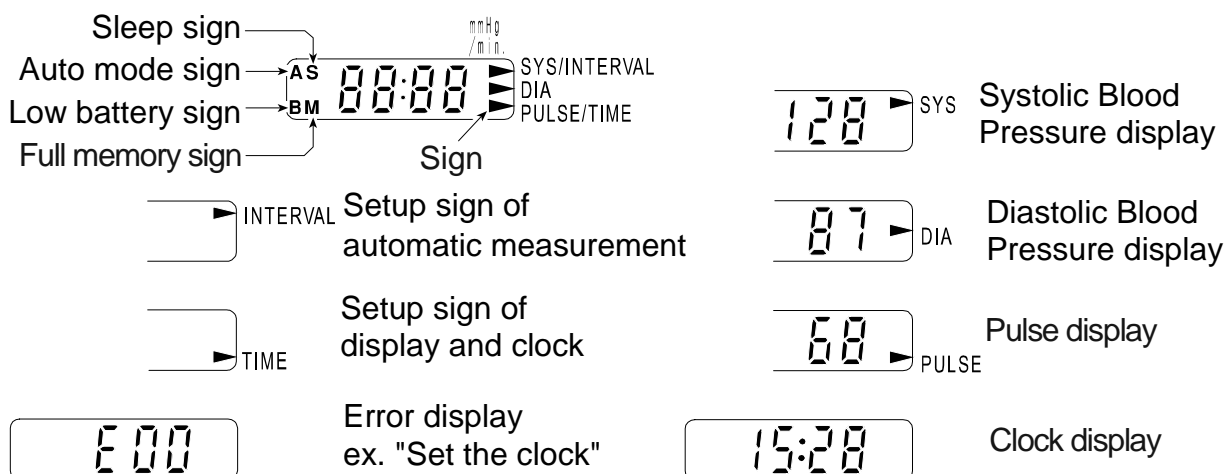 Sleep sign
Auto mode sign
Low battery sign
Full memory sign
mmHg
/min.
AS
BM
88:88
SYS/INTERVAL
DIA
PULSE/TIME
Sign
128
SYS
Systolic Blood
Pressure display
INTERVAL
Setup sign of
automatic measurement
87
DIA
Diastolic Blood
Pressure display
TIME
Setup sign of
display and clock
68
PULSE
Pulse display
E00
Error display
ex. "Set the clock"
15:28
Clock display